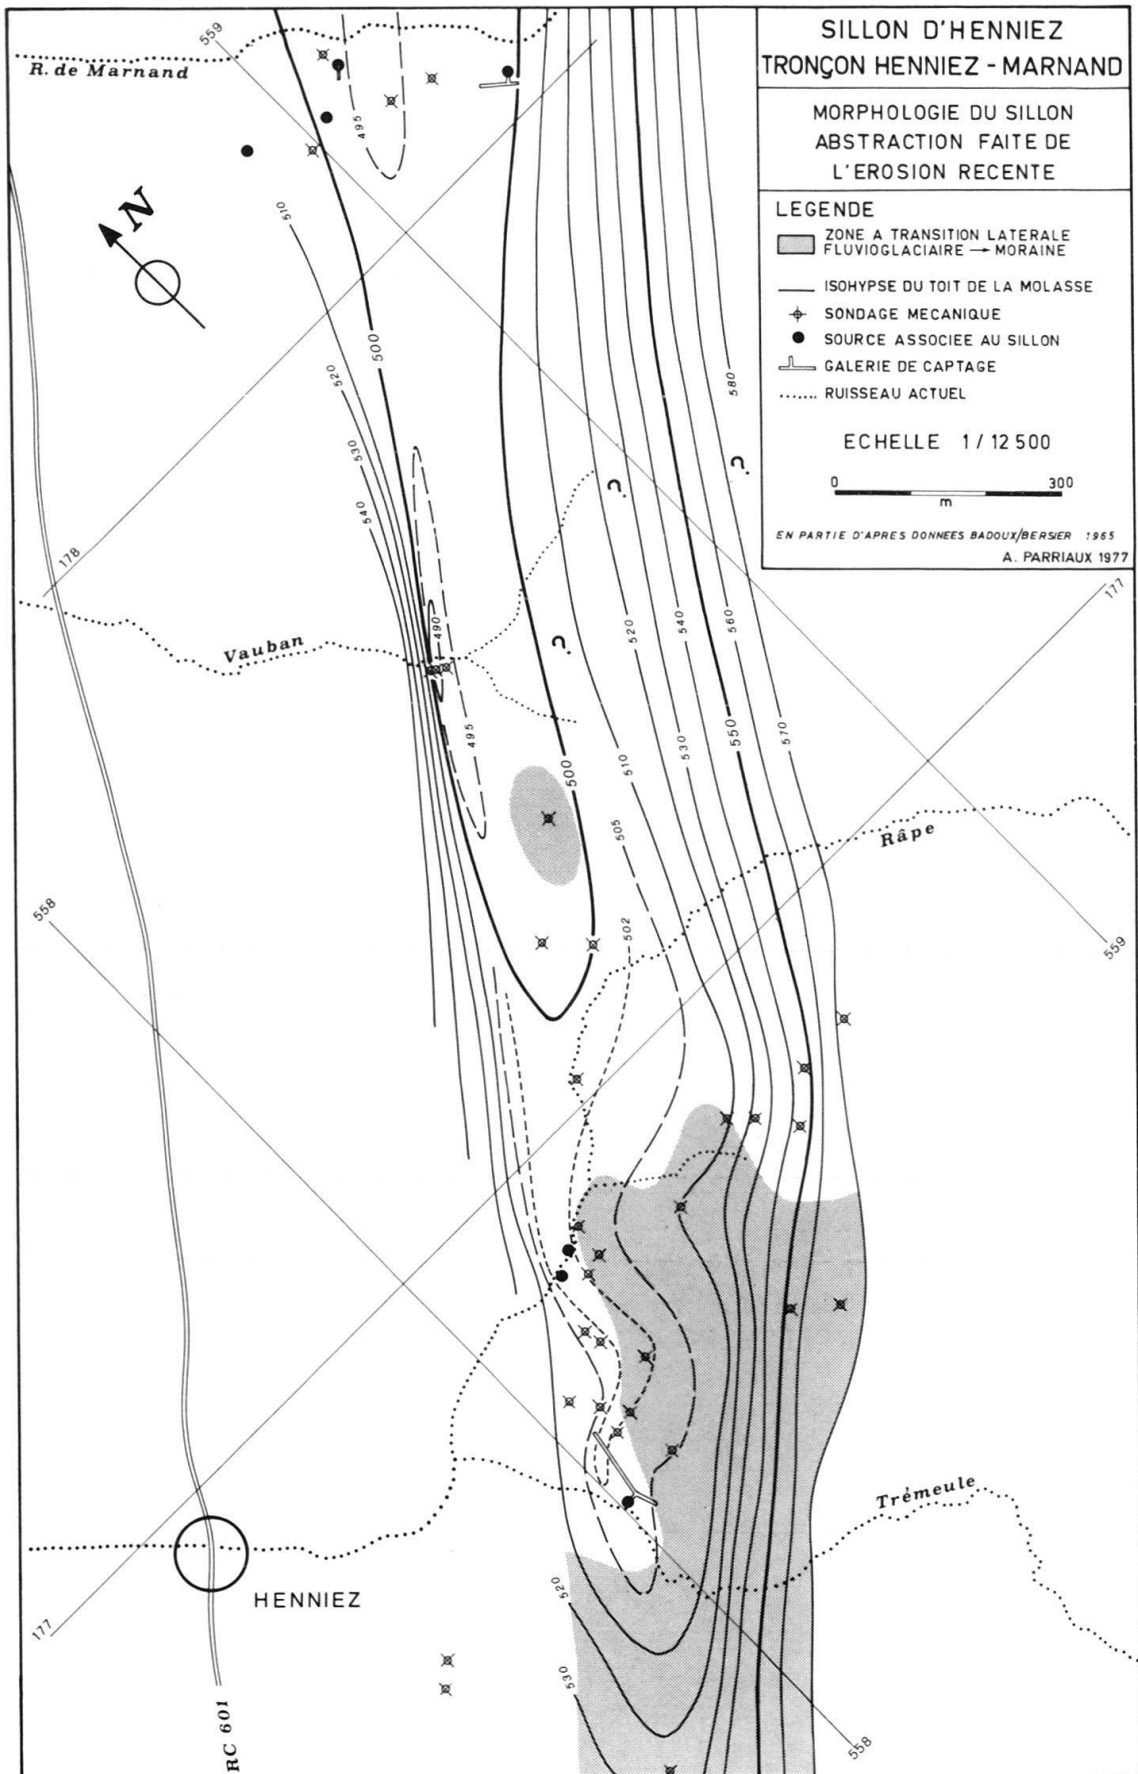 SILLON D'HENNIEZ
TRONÇON HENNIEZ - MARNAND
MORPHOLOGIE DU SILLON
ABSTRACTION FAITE DE
L'EROSION RECENTE
LEGENDE
ZONE A TRANSITION LATERALE
FLUVIOGLACIAIRE → MORAINE
ISOHYPSE DU TOIT DE LA MOLASSE
SONDAGE MECANIQUE
SOURCE ASSOCIEE AU SILLON
GALERIE DE CAPTAGE
RUISSEAU ACTUEL
ECHELLE 1/12 500
0 300
m
EN PARTIE D'APRES DONNEES BADOUX/BERSIER 1965
A. PARRIAUX 1977
559
R. de Marnand
495
N
510
500
520
530
540
580
178
177
Vauban
490
495
500
510
520
530
540
550
560
570
505
Râpe
502
558
559
Trémeule
HENNIEZ
177
520
530
558
RC 601